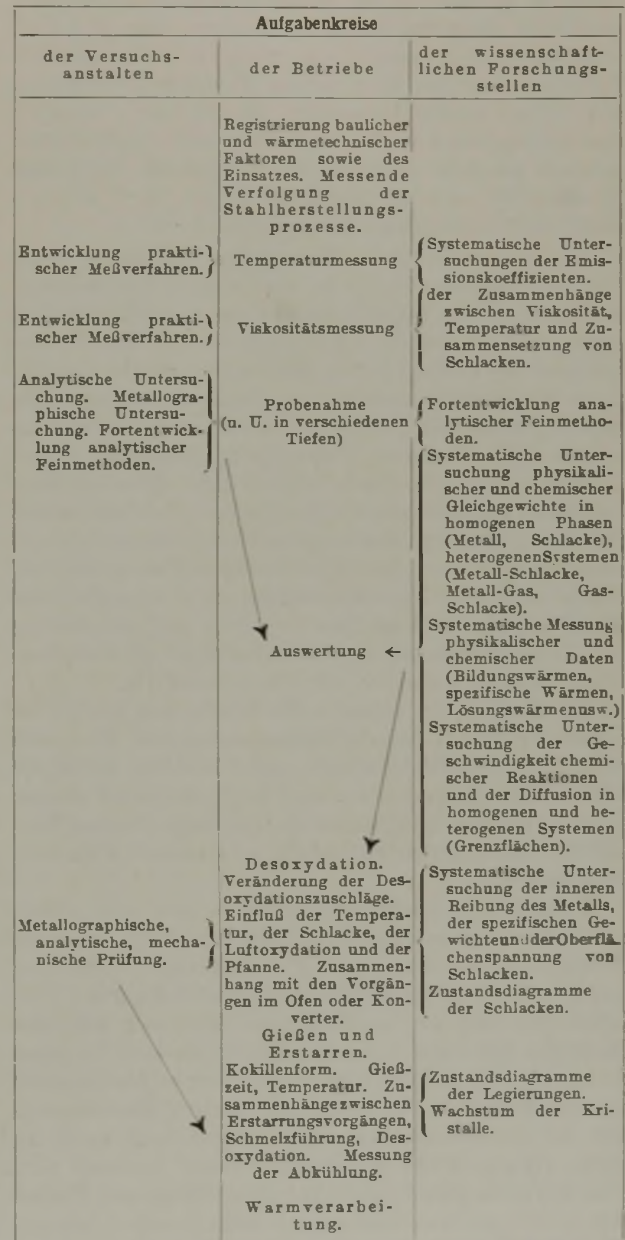 Aufgabenkreise
der Versuchs-
anstalten
der Betriebe
der wissenschaft-
lichen Forschungs-
stellen
Registrierung baulicher
und wärmetechnischer
Faktoren sowie des
Einsatzes. Messende
Verfolgung der
Stahlherstellungs-
prozesse.
Entwicklung prakti-
scher Meßverfahren.
Temperaturmessung
Systematische Unter-
suchungen der Emis-
sionskoeffizienten.
Entwicklung prakti-
scher Meßverfahren.
Viskositätsmessung
der Zusammenhänge
zwischen Viskosität,
Temperatur und Zu-
sammensetzung von
Schlacken.
Analytische Untersu-
chung. Metallogra-
phische Untersu-
chung. Fortentwick-
lung analytischer
Feinmethoden.
Probenahme
(u. U. in verschiedenen
Tiefen)
Fortentwicklung ana-
lytischer Feinmetho-
den.
Systematische Unter-
suchung physikali-
scher und chemischer
Gleichgewichte in
homogenen Phasen
(Metall, Schlacke),
heterogenen Systemen
(Metall-Schlacke,
Metall-Gas, Gas-
Schlacke).
Auswertung ←
Systematische Messung
physikalischer und
chemischer Daten
(Bildungswärmen,
spezifische Wärmen,
Lösungswärmen usw.)
Systematische Unter-
suchung der Ge-
schwindigkeit chemi-
scher Reaktionen
und der Diffusion in
homogenen und he-
terogenen Systemen
(Grenzflächen).
Metallographische,
analytische, mecha-
nische Prüfung.
Desoxydation.
Veränderung der Des-
oxydationszuschläge.
Einfluß der Tempera-
tur, der Schlacke, der
Luftoxydation und der
Pfanne. Zusammen-
hang mit den Vorgän-
gen im Ofen oder Kon-
verter.
Systematische Unter-
suchung der inneren
Reibung des Metalls,
der spezifischen Ge-
wichte und der Oberflä-
chenspannung von
Schlacken.
Zustandsdiagramme
der Schlacken.
Gießen und
Erstarren.
Kokillenform. Gieß-
zeit, Temperatur. Zu-
sammenhänge zwischen
Erstarrungsvorgängen,
Schmelzführung, Des-
oxydation. Messung
der Abkühlung.
Zustandsdiagramme
der Legierungen.
Wachstum der Kri-
stalle.
Warmverarbei-
tung.